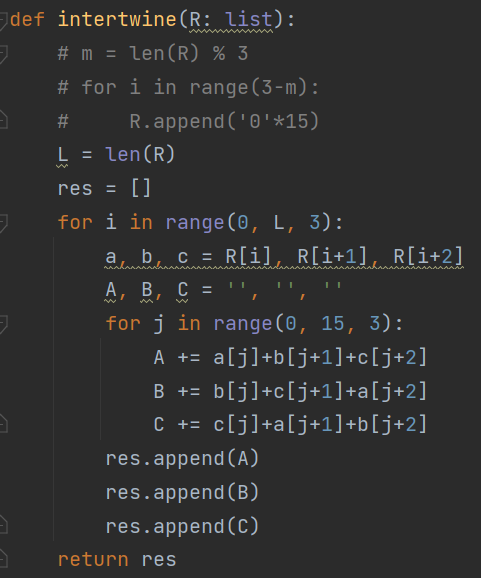 def intertwine(R: list):
    # m = len(R) % 3
    # for i in range(3-m):
    #     R.append('0'*15)
    L = len(R)
    res = []
    for i in range(0, L, 3):
        a, b, c = R[i], R[i+1], R[i+2]
        A, B, C = '', '', ''
        for j in range(0, 15, 3):
            A += a[j]+b[j+1]+c[j+2]
            B += b[j]+c[j+1]+a[j+2]
            C += c[j]+a[j+1]+b[j+2]
        res.append(A)
        res.append(B)
        res.append(C)
    return res